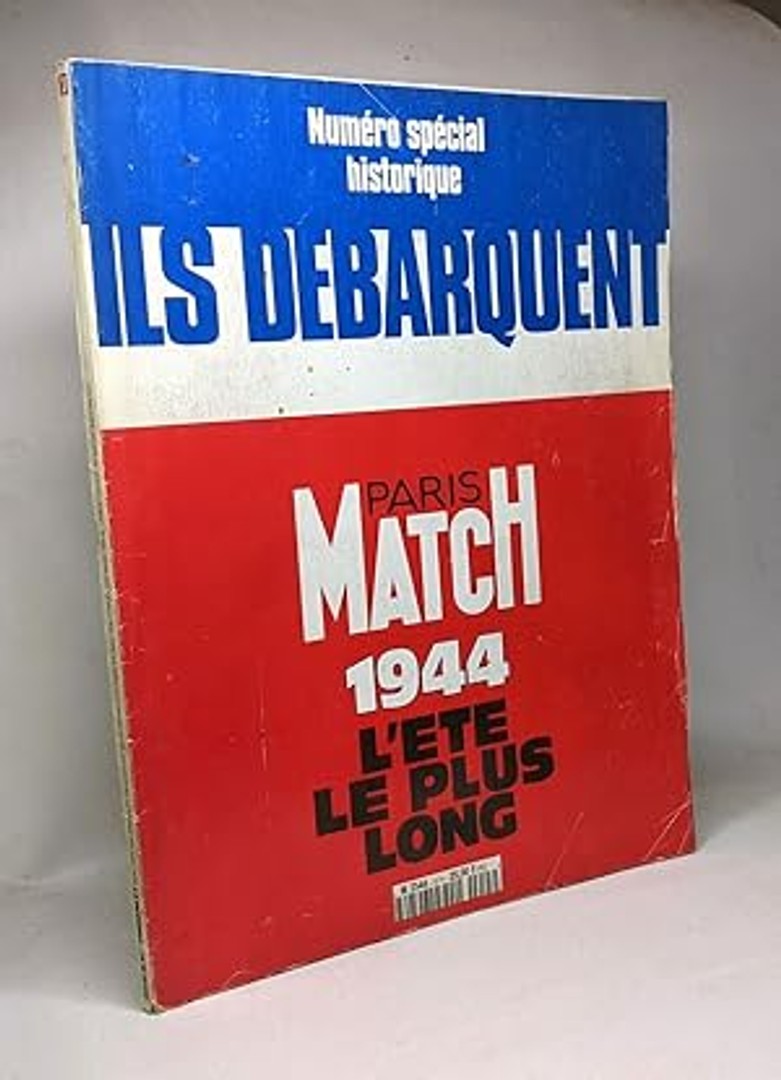 Numéro spécial
historique
ILS DEBARQUENT
PARIS
MATCH
1944
L'ETE
LE PLUS
LONG